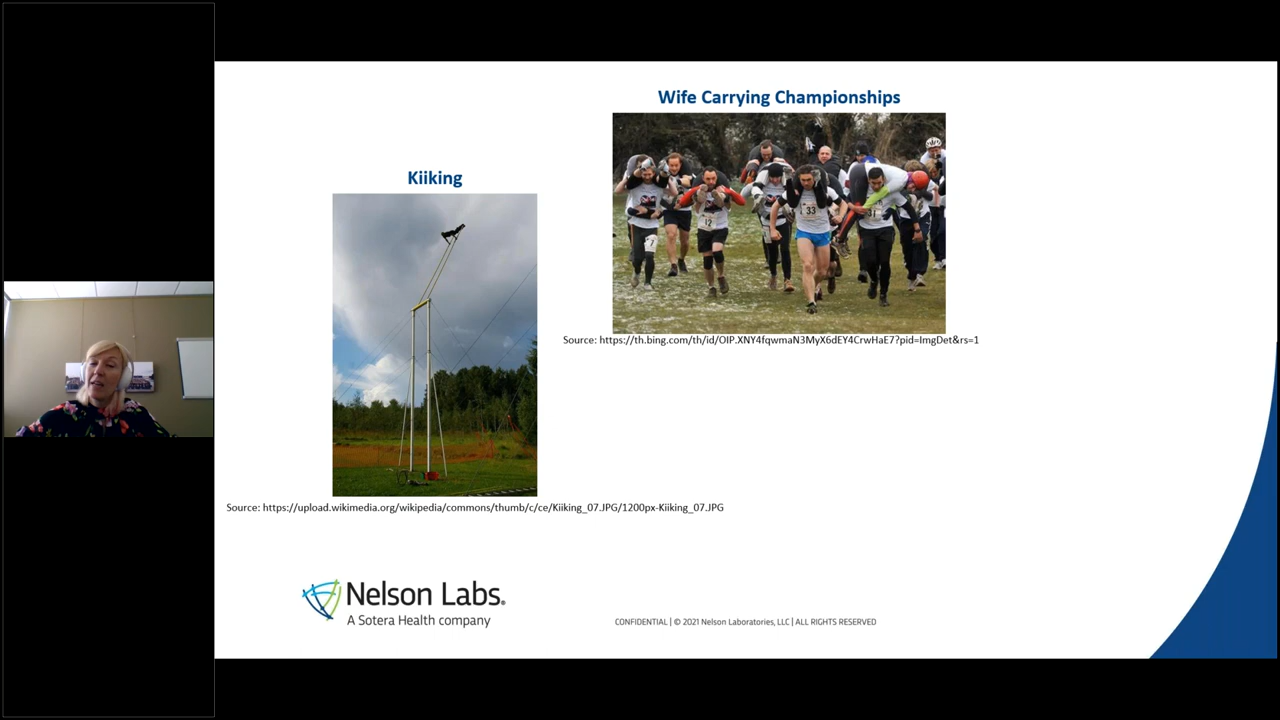 Wife Carrying Championships
Kiiking
33
12
Source: https://th.bing.com/th/id/OIP.XNY4fqwmaN3MyX6dEY4CrwHaE7?pid=ImgDet&rs=1
Source: https://upload.wikimedia.org/wikipedia/commons/thumb/c/ce/Kiiking_07.JPG/1200px-Kiiking_07.JPG
Nelson Labs®
A Sotera Health company
CONFIDENTIAL | © 2021 Nelson Laboratories, LLC | ALL RIGHTS RESERVED